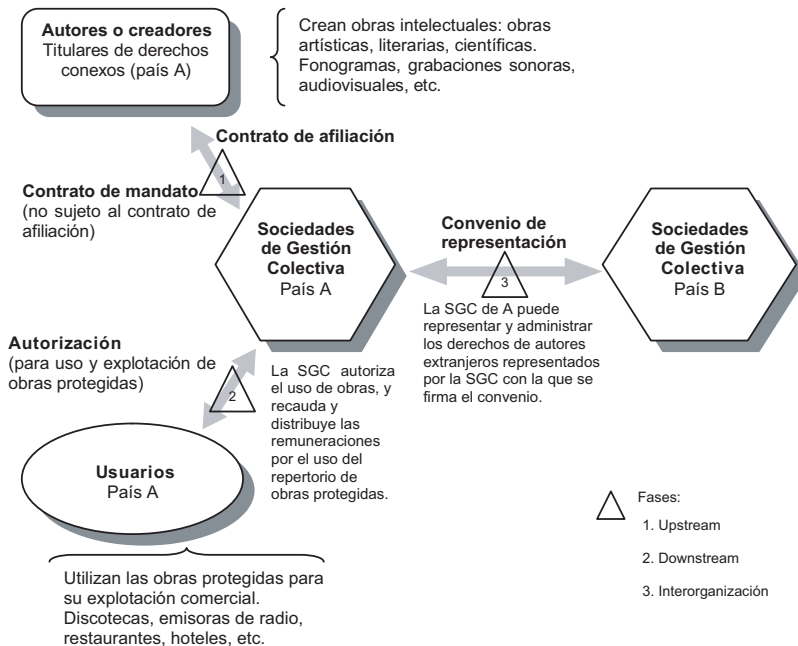 Autores o creadores
Titulares de derechos
conexos (país A)
Crean obras intelectuales: obras
artísticas, literarias, científicas.
Fonogramas, grabaciones sonoras,
audiovisuales, etc.
Contrato de afiliación
1
Contrato de mandato
(no sujeto al contrato de
afiliación)
Sociedades
de Gestión
Colectiva
País A
Convenio de
representación
3
La SGC de A puede
representar y administrar
los derechos de autores
extranjeros representados
por la SGC con la que se
firma el convenio.
Sociedades
de Gestión
Colectiva
País B
Autorización
(para uso y explotación de
obras protegidas)
2
La SGC autoriza
el uso de obras, y
recauda y
distribuye las
remuneraciones
por el uso del
repertorio de
obras protegidas.
Usuarios
País A
Utilizan las obras protegidas para
su explotación comercial.
Discotecas, emisoras de radio,
restaurantes, hoteles, etc.
Fases:
1. Upstream
2. Downstream
3. Interorganización